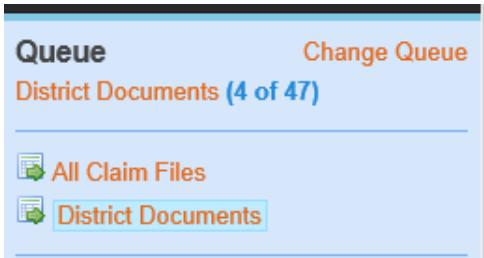 Queue Change Queue
District Documents (4 of 47)
All Claim Files
District Documents